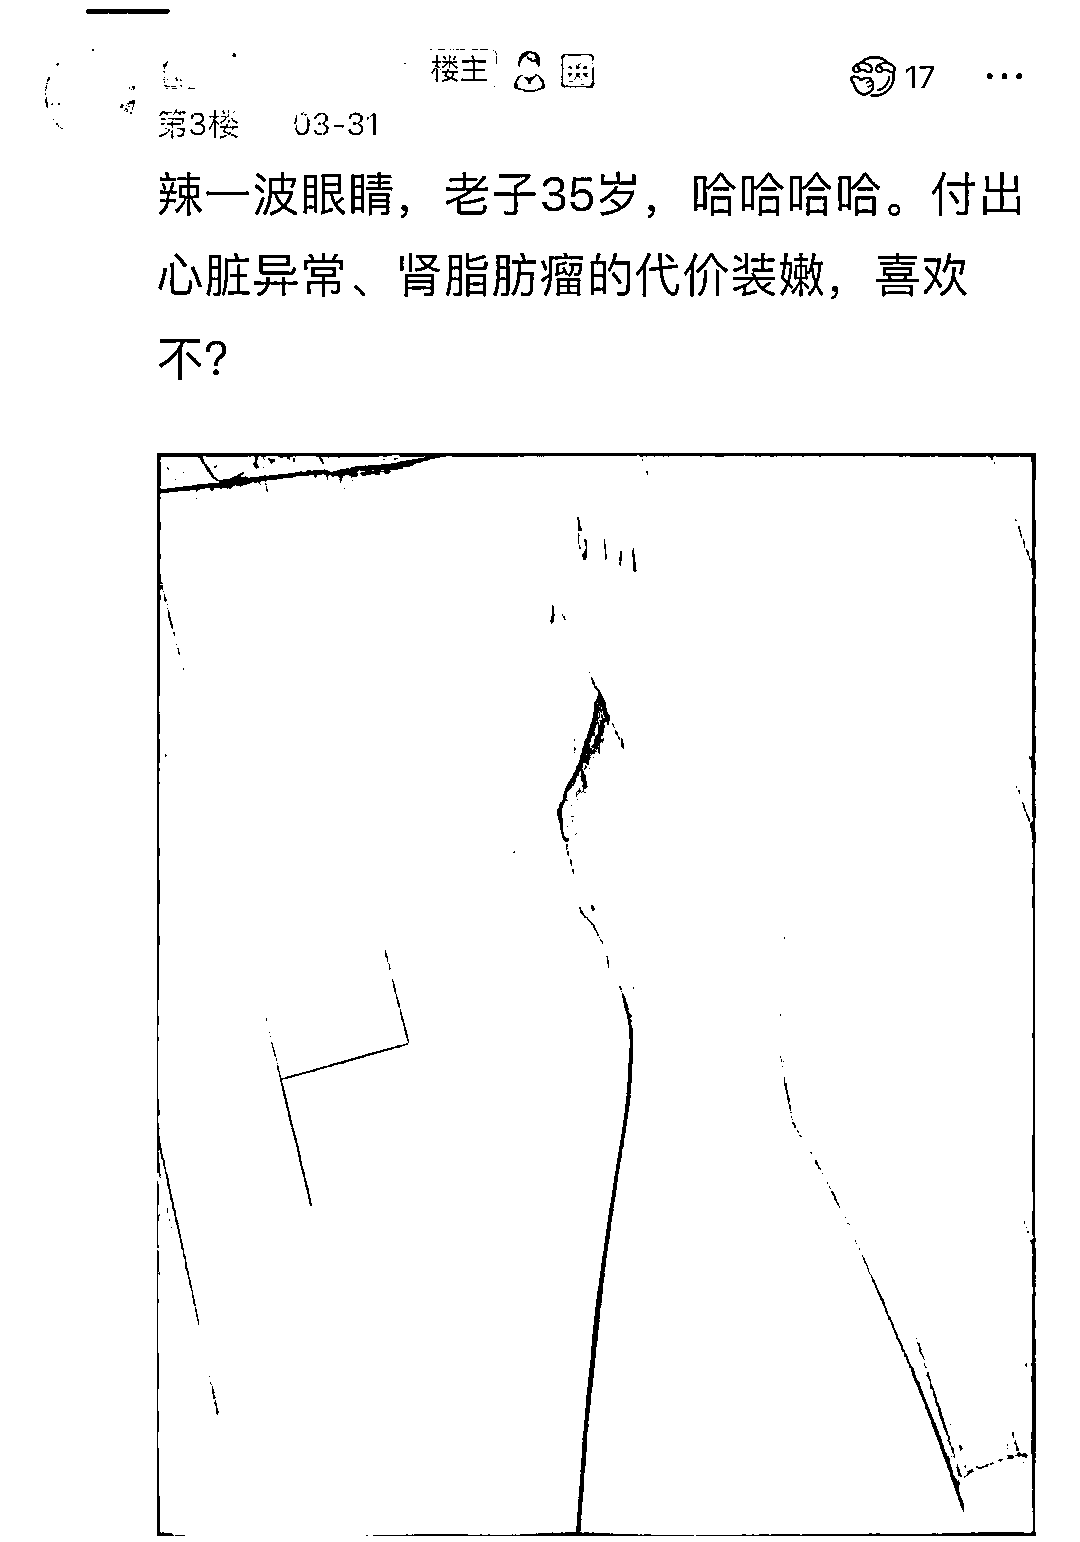 楼主
17
第3楼 03-31
辣一波眼睛，老子35岁，哈哈哈哈。付出
心脏异常、肾脂肪瘤的代价装嫩，喜欢
不?